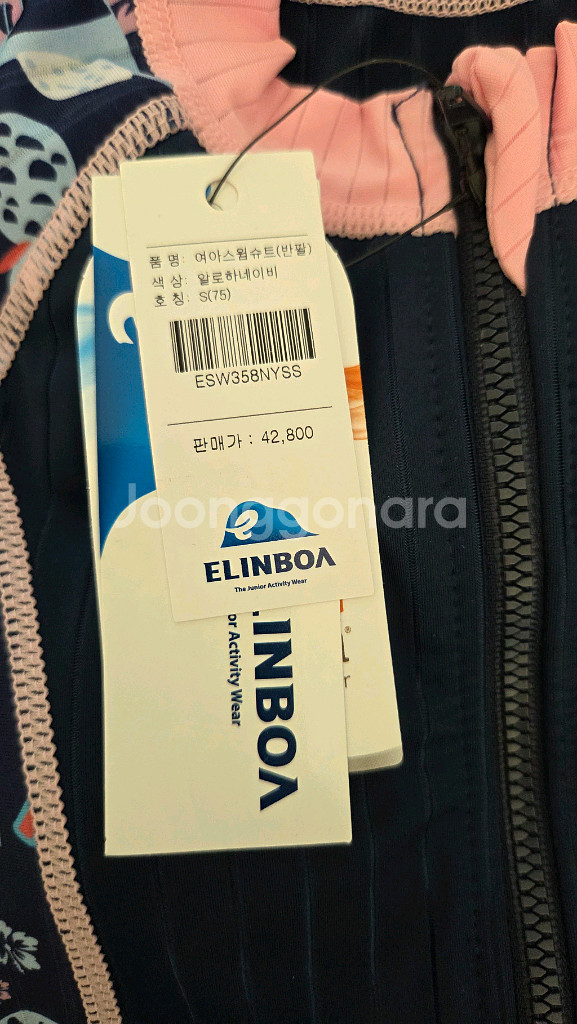 품 명: 여아스윔슈트(반팔)
색 상: 알로하네이비
호 칭: S(75)
ESW358NYSS
판매가 : 42,800
Joonggonara
e
ELINBOA
The Junior Activity Wear
LINBOA
or Activity Wear